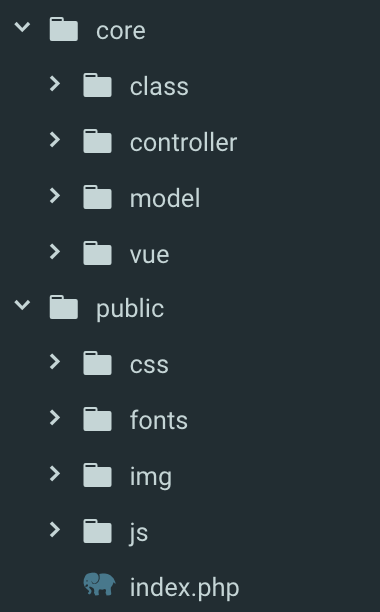 core
class
controller
model
vue
public
css
fonts
img
js
index.php